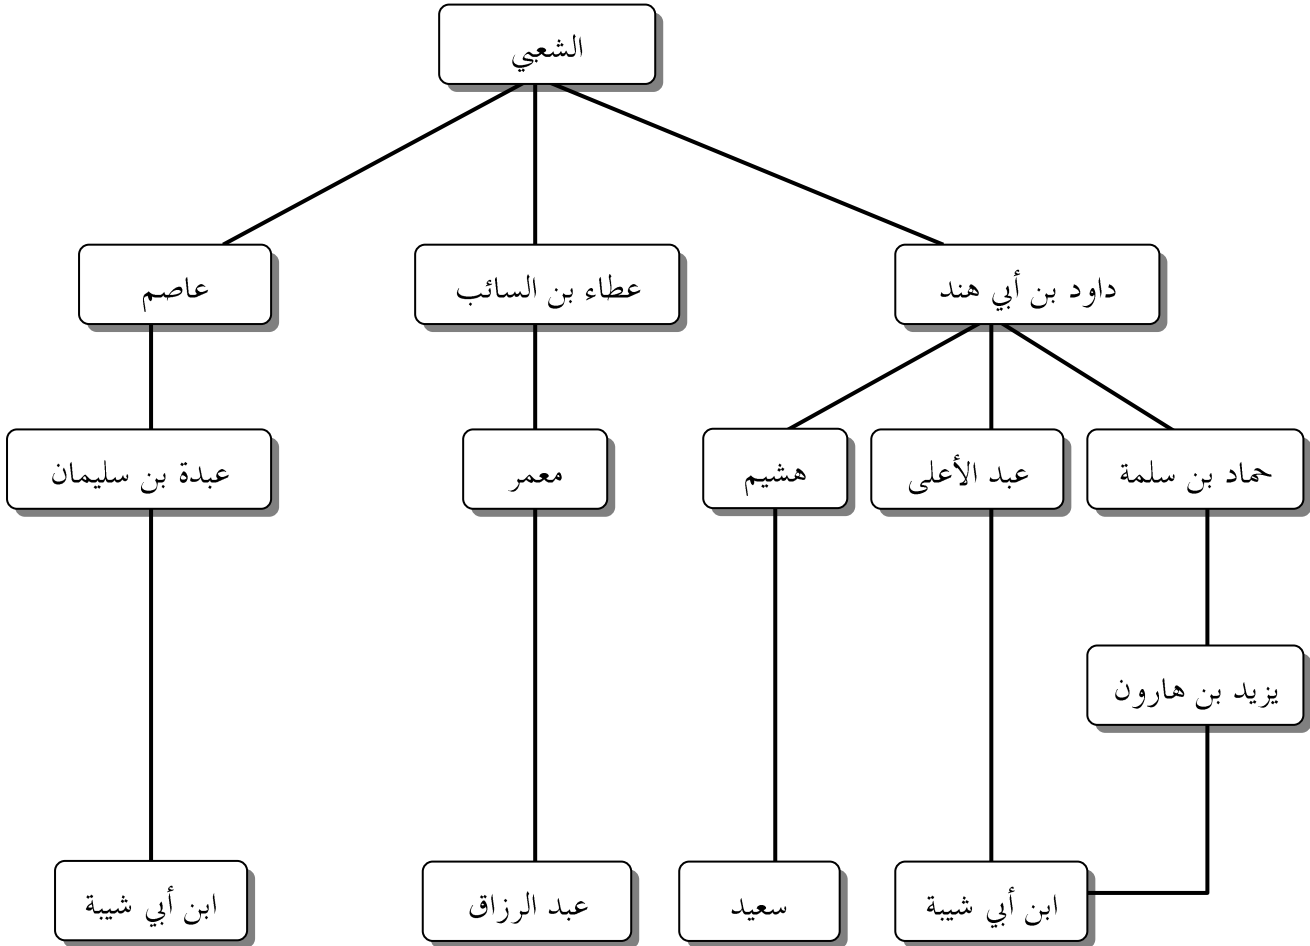 الشعبي
داود بن أبي هند
عطاء بن السائب
عاصم
حماد بن سلمة
عبد الأعلى
هشيم
معمر
عبدة بن سليمان
يزيد بن هارون
ابن أبي شيبة
سعيد
عبد الرزاق
ابن أبي شيبة